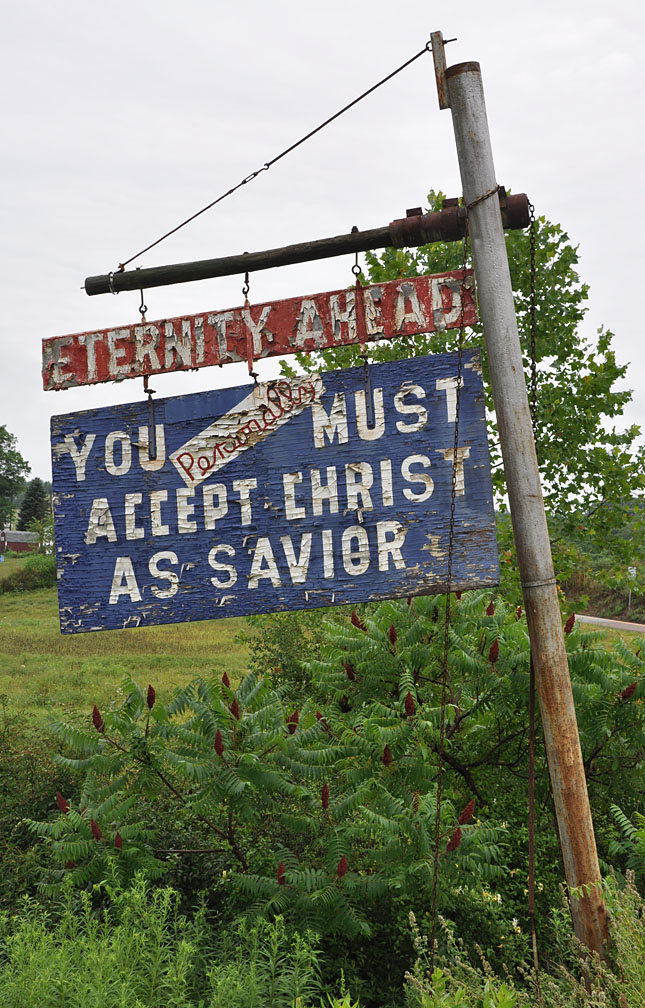 ETERNITY AHEAD
YOU Personally MUST
ACCEPT CHRIST
AS SAVIOR